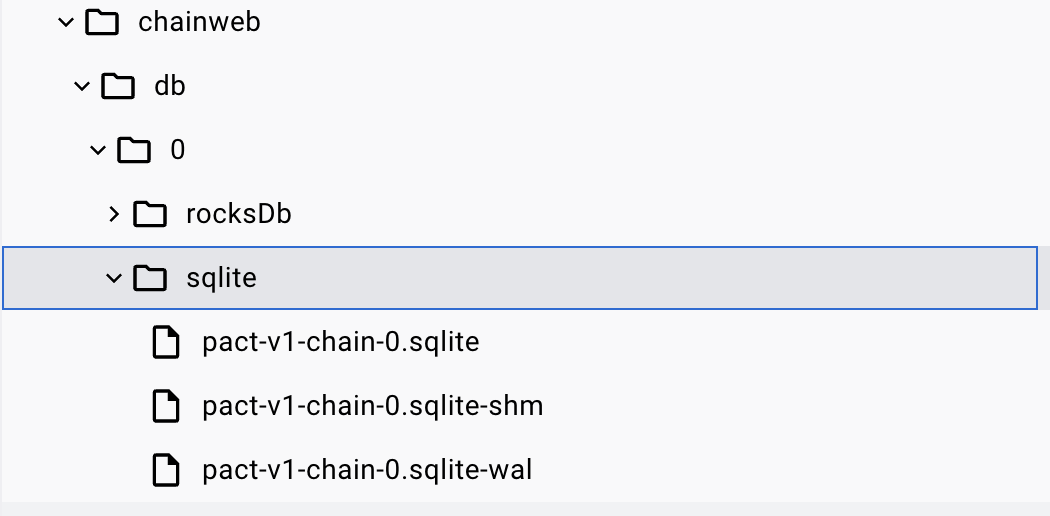 chainweb
db
0
rocksDb
sqlite
pact-v1-chain-0.sqlite
pact-v1-chain-0.sqlite-shm
pact-v1-chain-0.sqlite-wal